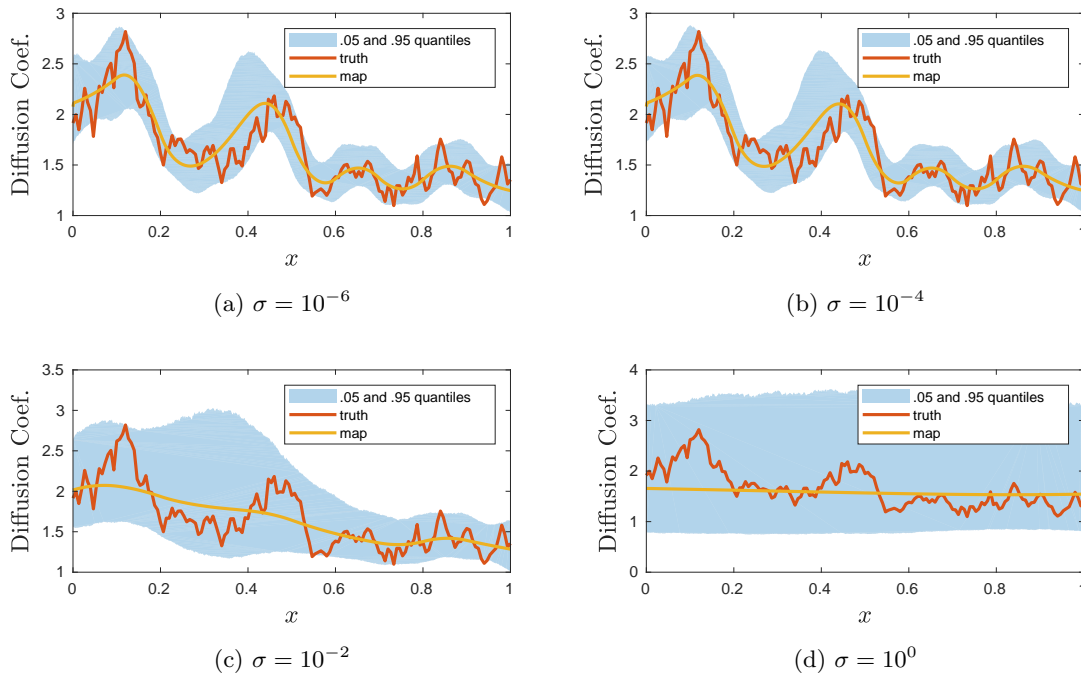 3
2.5
2
1.5
1
Diffusion Coef.
.05 and .95 quantiles
truth
map
0 0.2 0.4 0.6 0.8 1
x
(a) σ = 10⁻⁶
3
2.5
2
1.5
1
Diffusion Coef.
.05 and .95 quantiles
truth
map
0 0.2 0.4 0.6 0.8 1
x
(b) σ = 10⁻⁴
3.5
3
2.5
2
1.5
1
Diffusion Coef.
.05 and .95 quantiles
truth
map
0 0.2 0.4 0.6 0.8 1
x
(c) σ = 10⁻²
4
3
2
1
0
Diffusion Coef.
.05 and .95 quantiles
truth
map
0 0.2 0.4 0.6 0.8 1
x
(d) σ = 10⁰